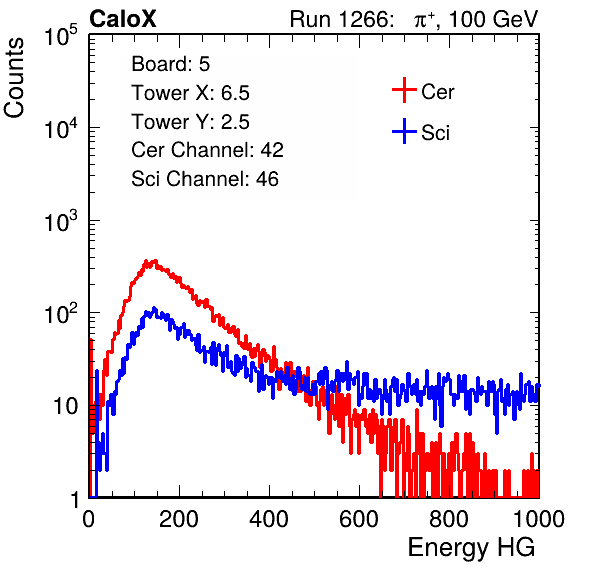 CaloX Run 1266: π⁺, 100 GeV
Board: 5
Tower X: 6.5
Tower Y: 2.5
Cer Channel: 42
Sci Channel: 46
Cer
Sci
Counts
10⁵
10⁴
10³
10²
10
1
0 200 400 600 800 1000
Energy HG